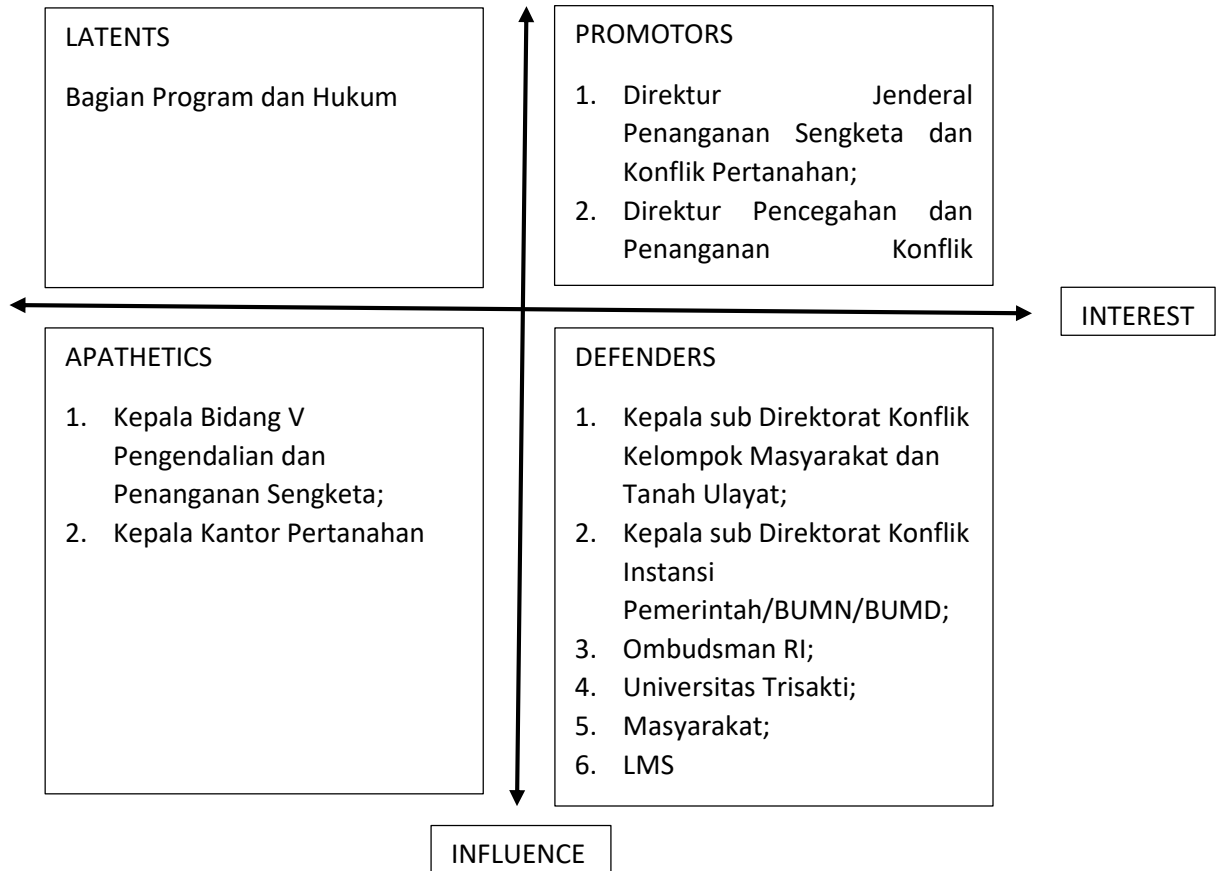 LATENTS
Bagian Program dan Hukum
PROMOTORS
1. Direktur Jenderal
Penanganan Sengketa dan
Konflik Pertanahan;
2. Direktur Pencegahan dan
Penanganan Konflik
INTEREST
APATHETICS
1. Kepala Bidang V
Pengendalian dan
Penanganan Sengketa;
2. Kepala Kantor Pertanahan
DEFENDERS
1. Kepala sub Direktorat Konflik
Kelompok Masyarakat dan
Tanah Ulayat;
2. Kepala sub Direktorat Konflik
Instansi
Pemerintah/BUMN/BUMD;
3. Ombudsman RI;
4. Universitas Trisakti;
5. Masyarakat;
6. LMS
INFLUENCE